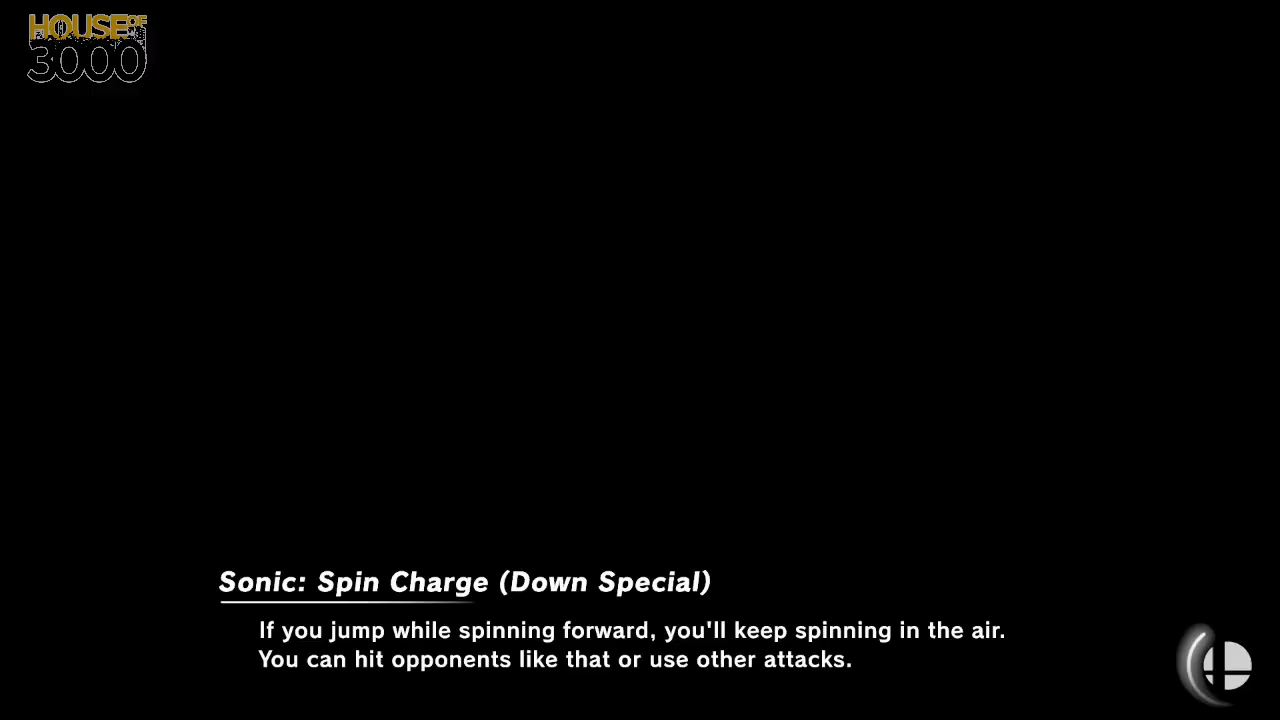 HOUSE OF
3000
Sonic: Spin Charge (Down Special)
If you jump while spinning forward, you'll keep spinning in the air.
You can hit opponents like that or use other attacks.